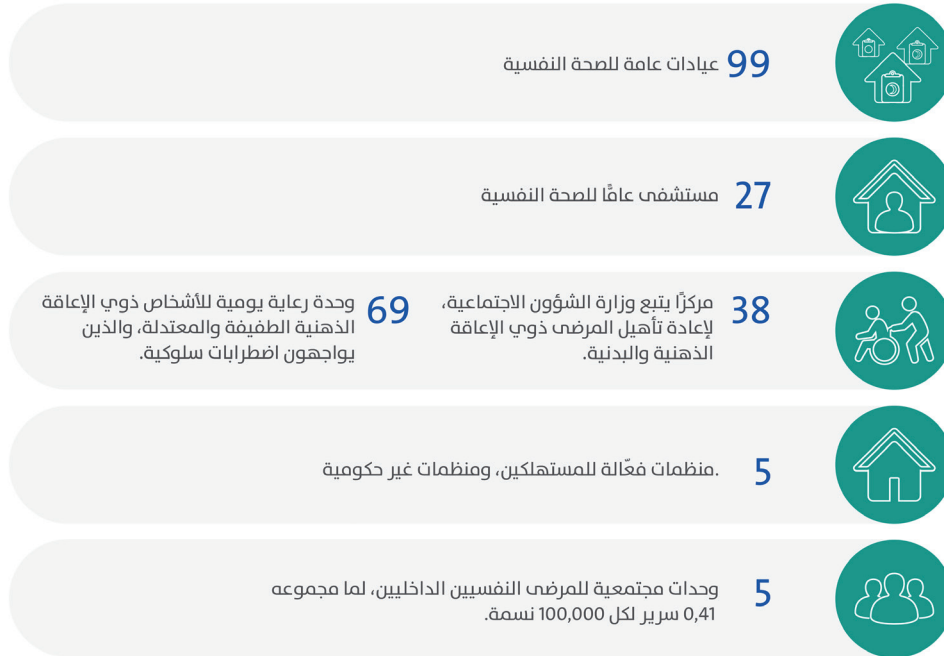 99 عيادات عامة للصحة النفسية
27 مستشفى عامًّا للصحة النفسية
38 مركزًا يتبع وزارة الشؤون الاجتماعية،
لإعادة تأهيل المرضى ذوي الإعاقة
الذهنية والبدنية.
69 وحدة رعاية يومية للأشخاص ذوي الإعاقة
الذهنية الطفيفة والمعتدلة، والذين
يواجهون اضطرابات سلوكية.
5 .منظمات فعّالة للمستهلكين، ومنظمات غير حكومية
5 وحدات مجتمعية للمرضى النفسيين الداخليين، لما مجموعه
0,41 سرير لكل 100,000 نسمة.